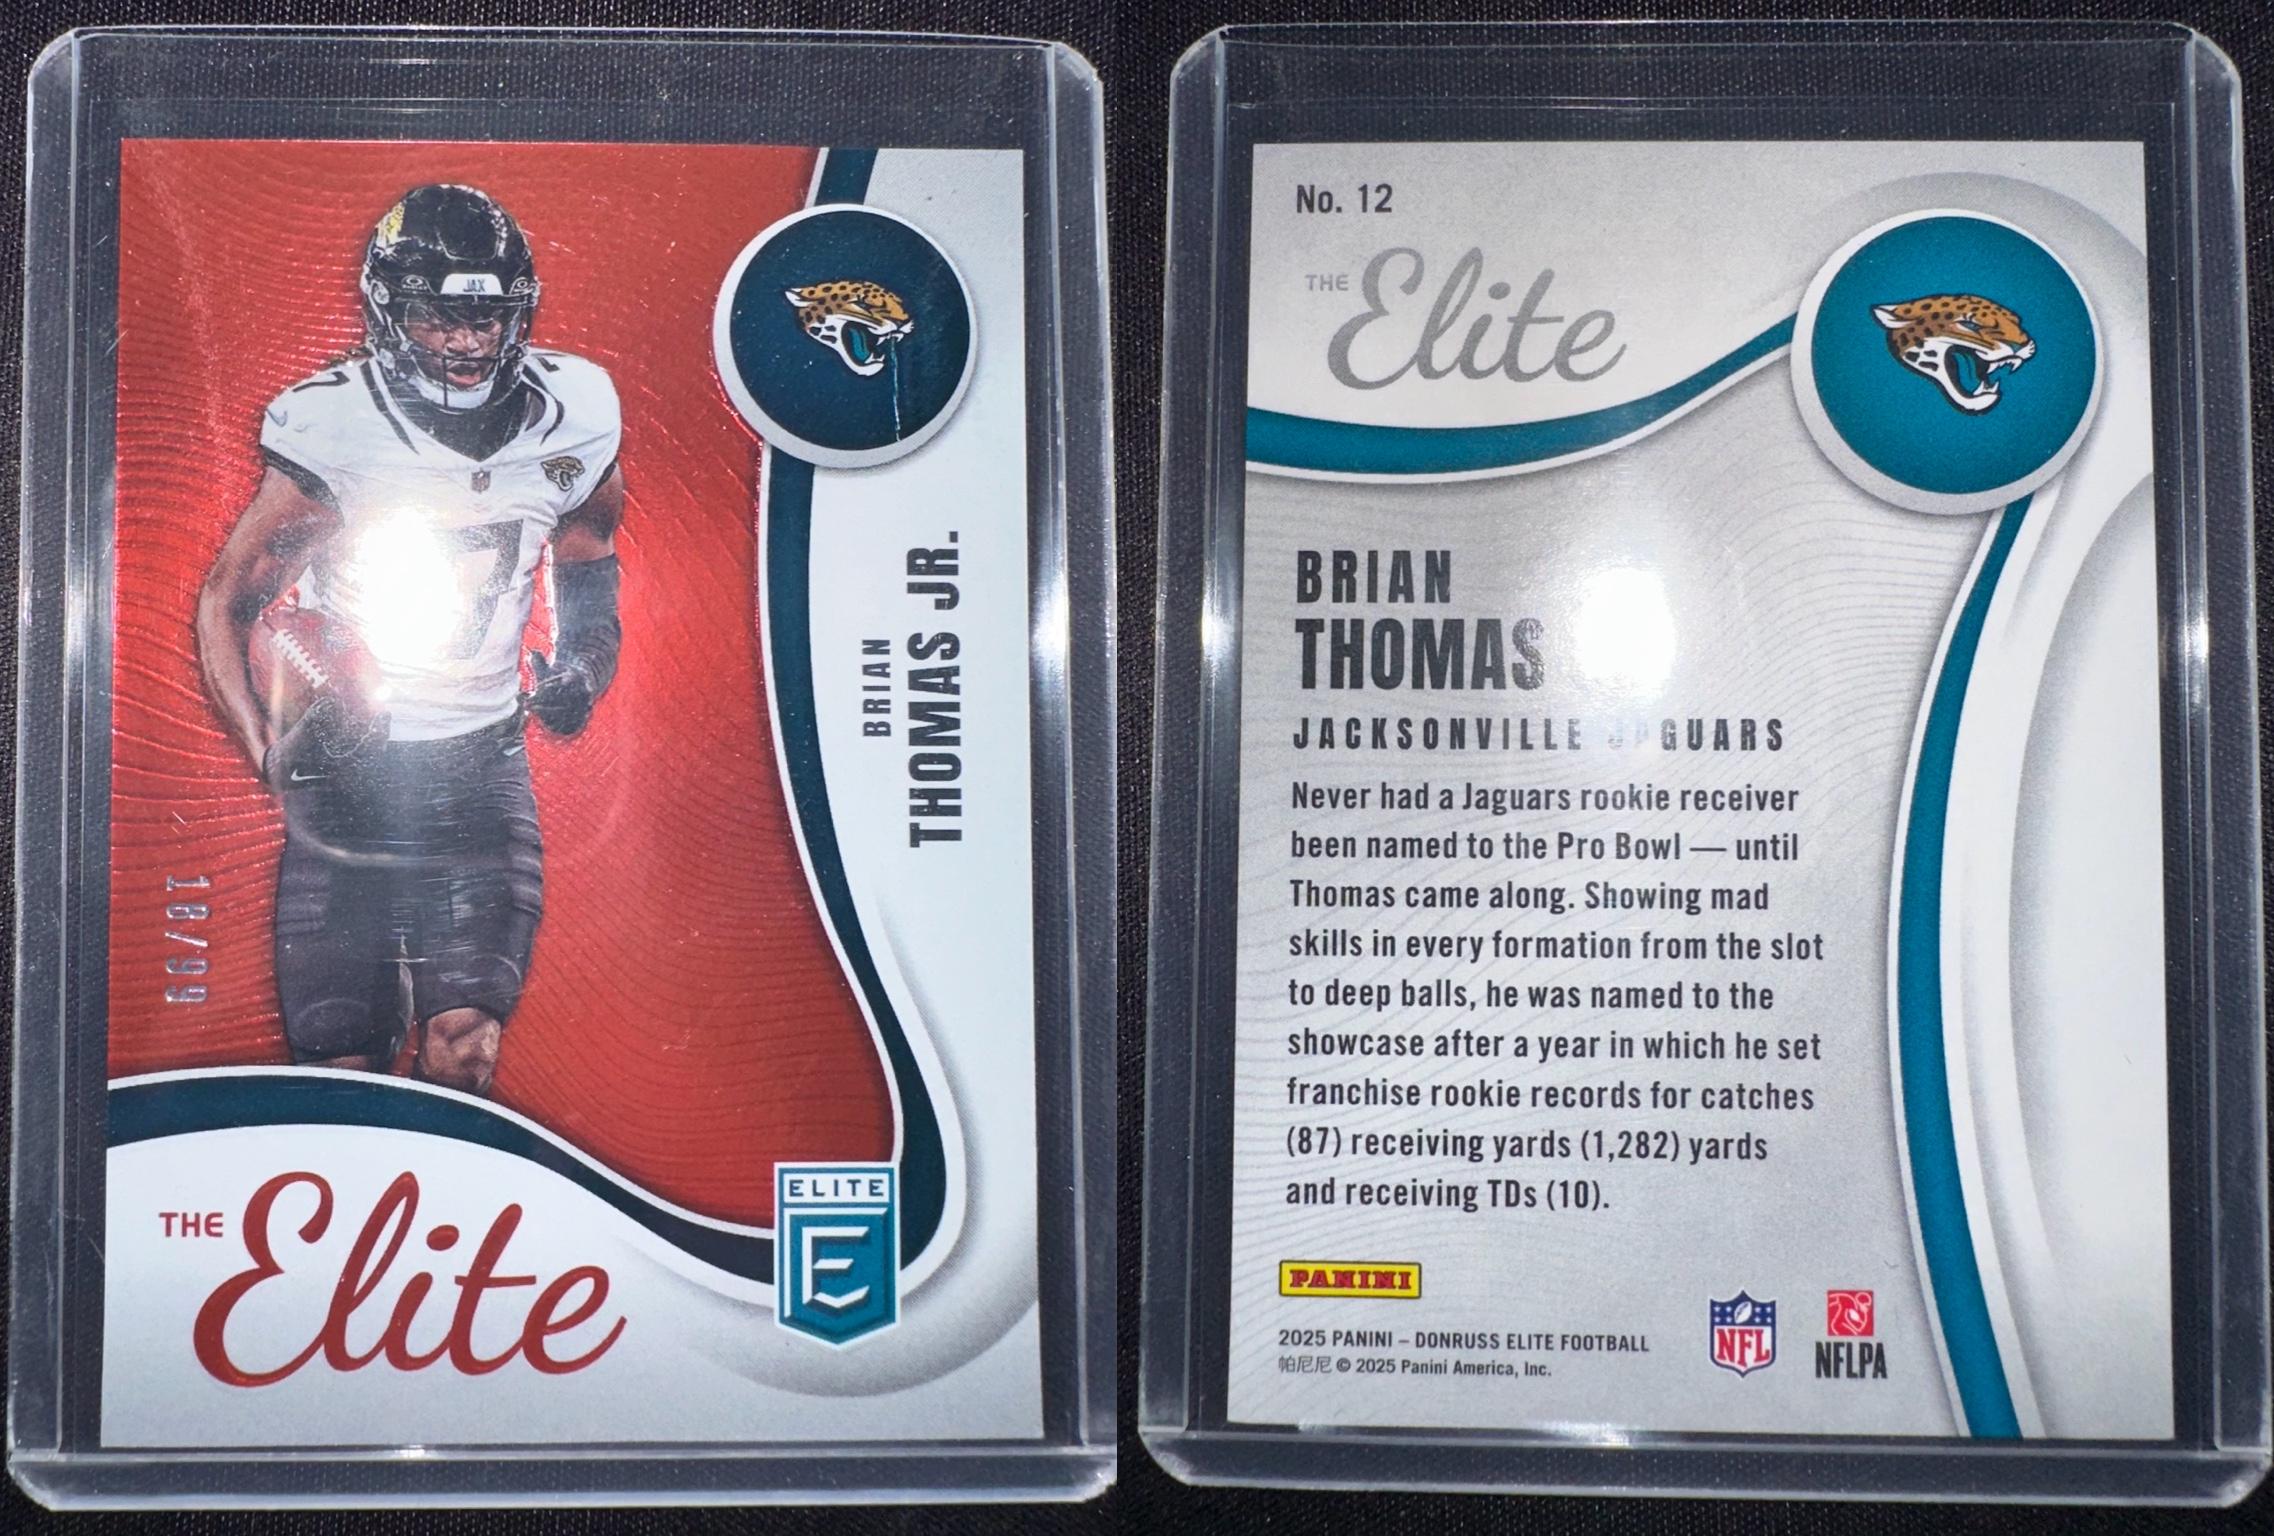 JAX
7
7
BRIAN
THOMAS JR.
18/99
THE Elite
ELITE
E
No. 12
THE Elite
BRIAN
THOMAS
JACKSONVILLE JAGUARS
Never had a Jaguars rookie receiver
been named to the Pro Bowl — until
Thomas came along. Showing mad
skills in every formation from the slot
to deep balls, he was named to the
showcase after a year in which he set
franchise rookie records for catches
(87) receiving yards (1,282) yards
and receiving TDs (10).
PANINI
2025 PANINI – DONRUSS ELITE FOOTBALL
帕尼尼 © 2025 Panini America, Inc.
NFL
NFLPA